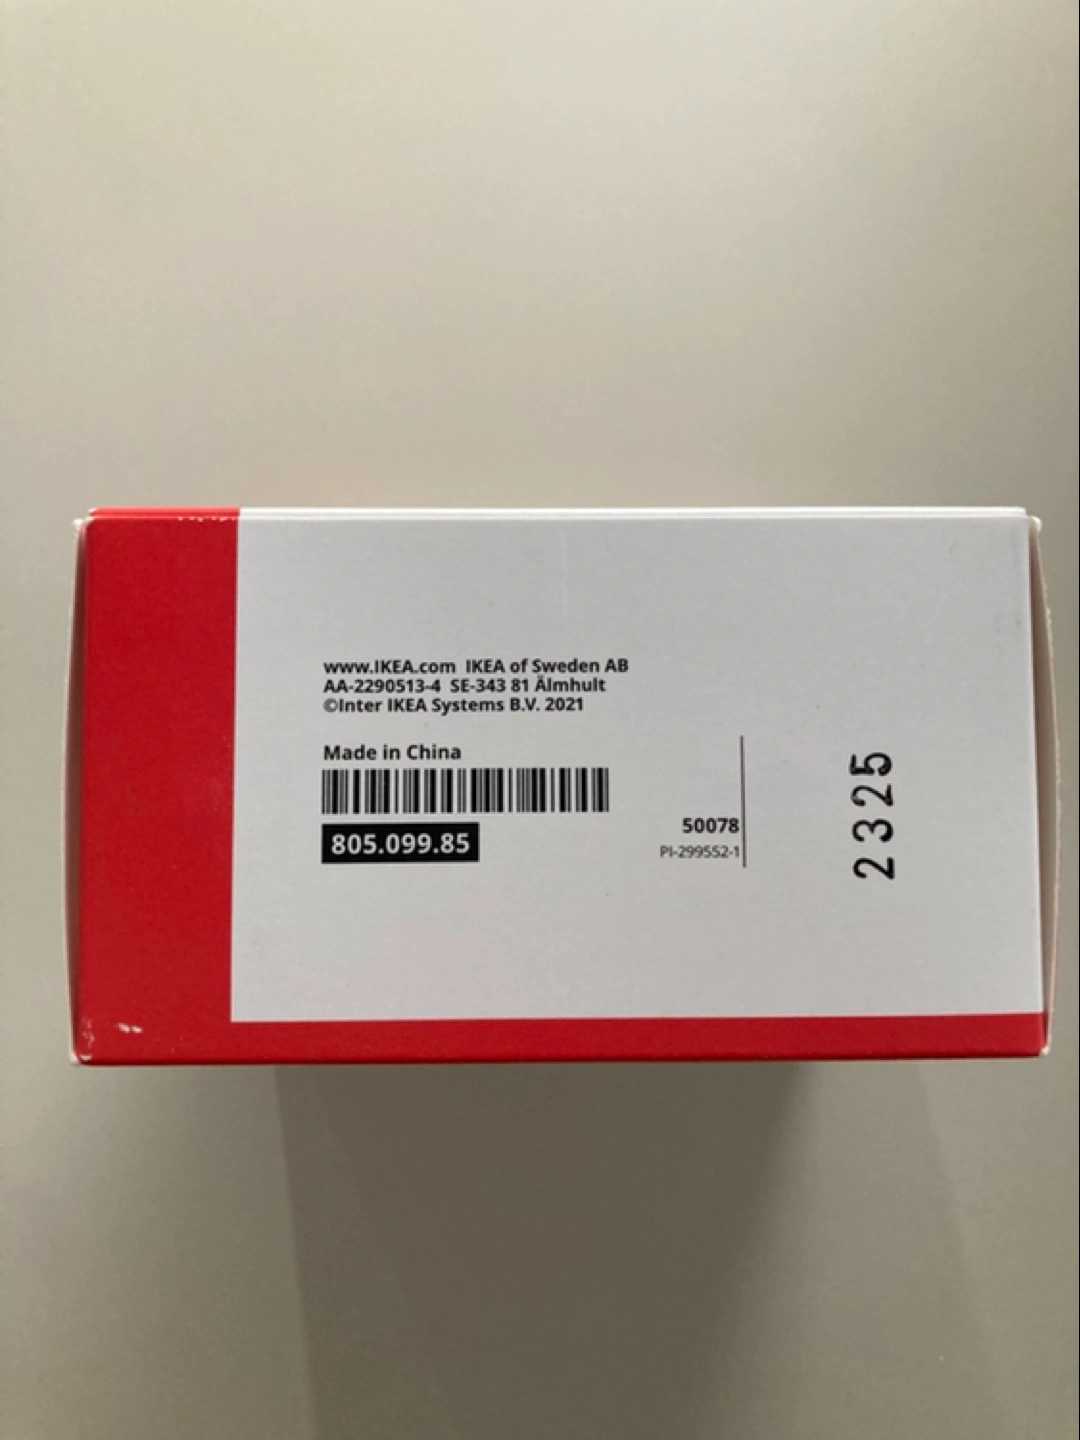 www.IKEA.com IKEA of Sweden AB
AA-2290513-4 SE-343 81 Älmhult
©Inter IKEA Systems B.V. 2021
Made in China
805.099.85
50078
PI-299552-1
2325